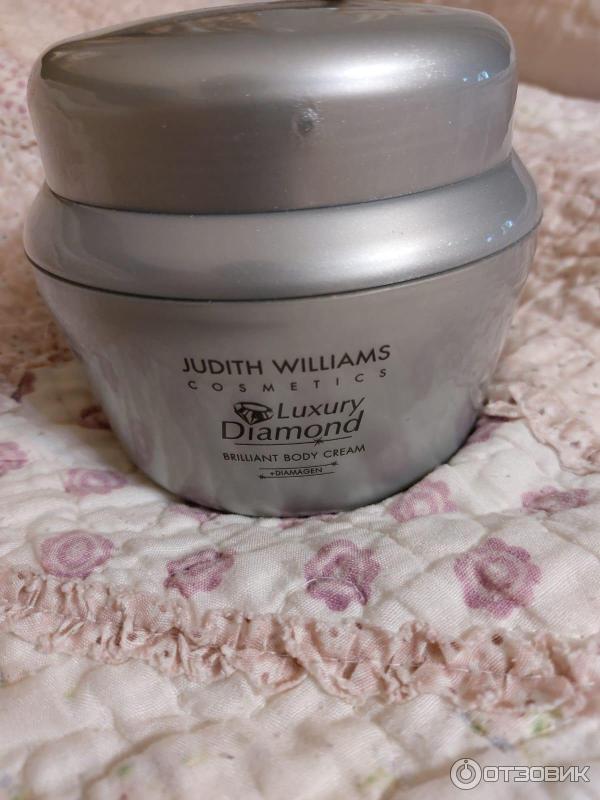 JUDITH WILLIAMS
COSMETICS
Luxury
Diamond
BRILLIANT BODY CREAM
+DIAMAGEN
ОТЗОВИК